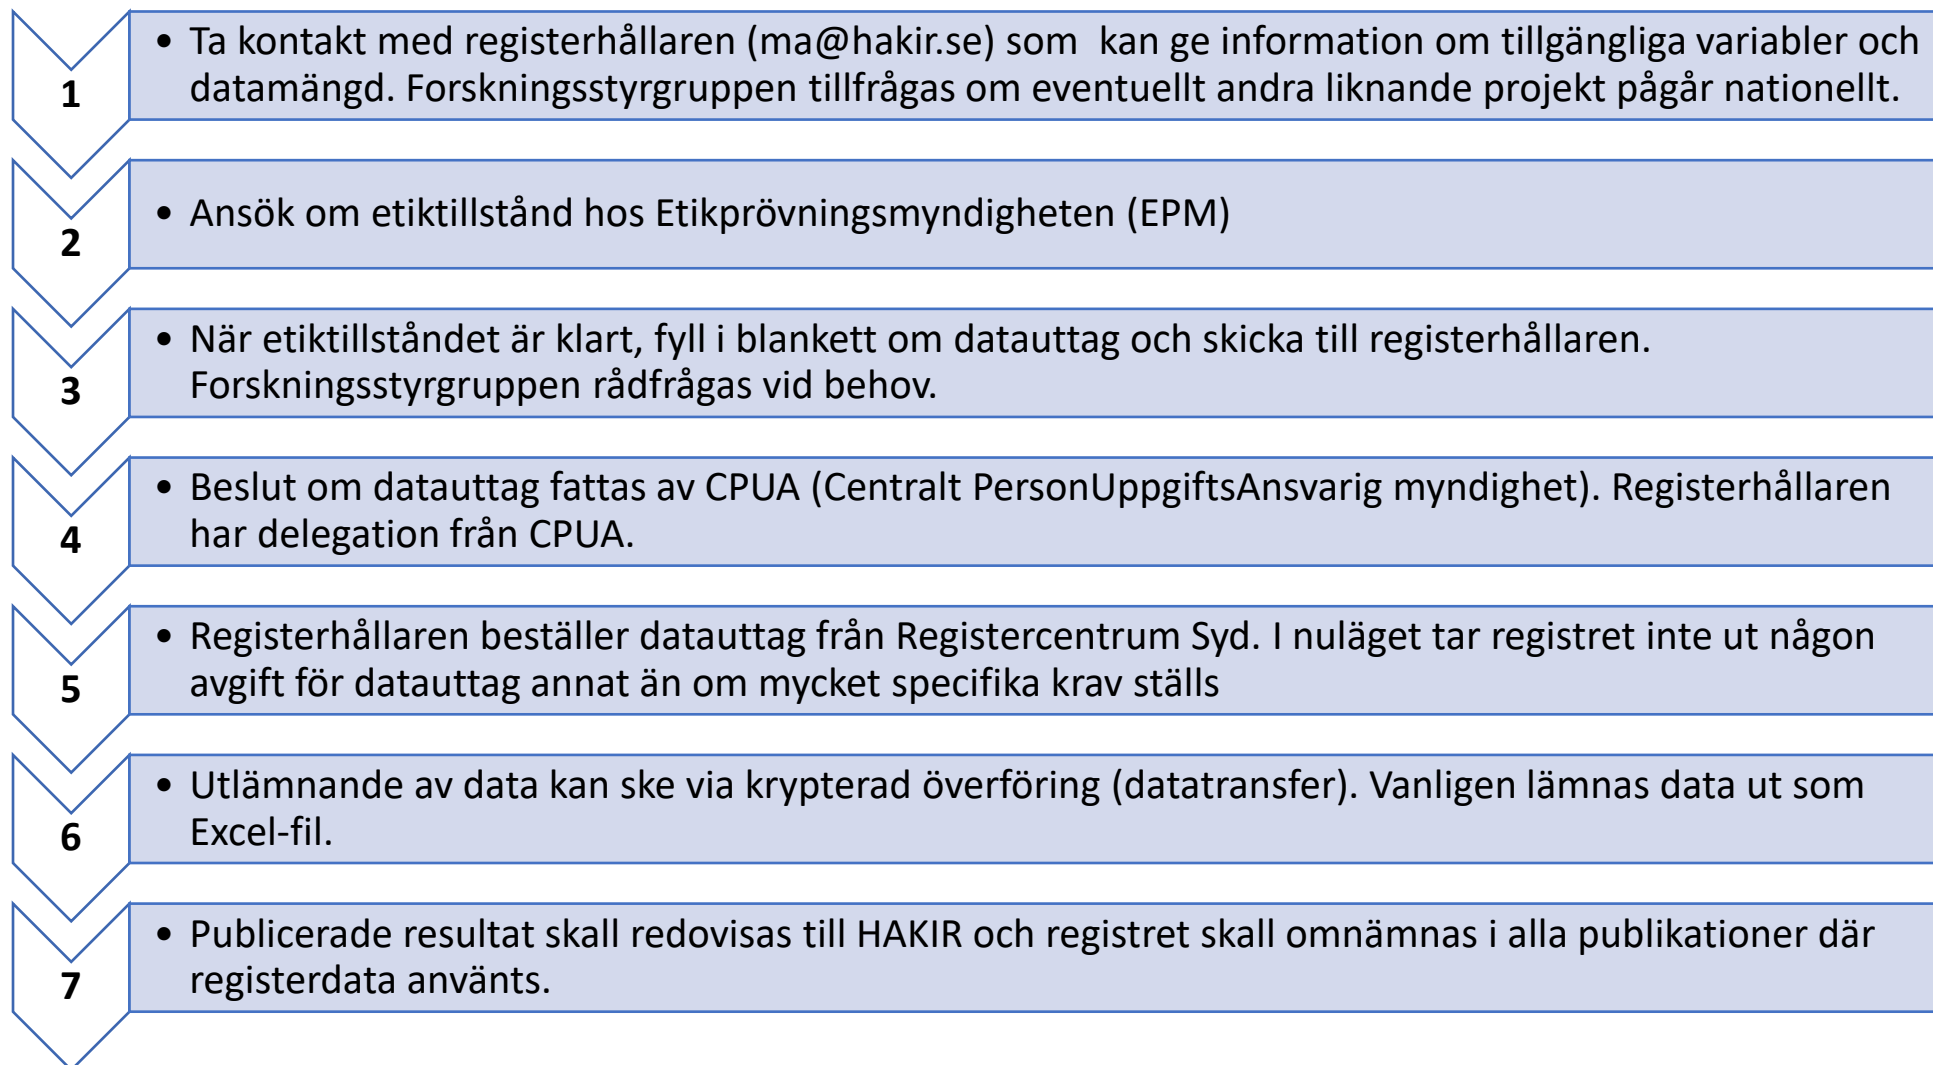 1
• Ta kontakt med registerhållaren (ma@hakir.se) som  kan ge information om tillgängliga variabler och
datamängd. Forskningsstyrgruppen tillfrågas om eventuellt andra liknande projekt pågår nationellt.
2
• Ansök om etiktillstånd hos Etikprövningsmyndigheten (EPM)
3
• När etiktillståndet är klart, fyll i blankett om datauttag och skicka till registerhållaren.
Forskningsstyrgruppen rådfrågas vid behov.
4
• Beslut om datauttag fattas av CPUA (Centralt PersonUppgiftsAnsvarig myndighet). Registerhållaren
har delegation från CPUA.
5
• Registerhållaren beställer datauttag från Registercentrum Syd. I nuläget tar registret inte ut någon
avgift för datauttag annat än om mycket specifika krav ställs
6
• Utlämnande av data kan ske via krypterad överföring (datatransfer). Vanligen lämnas data ut som
Excel-fil.
7
• Publicerade resultat skall redovisas till HAKIR och registret skall omnämnas i alla publikationer där
registerdata använts.